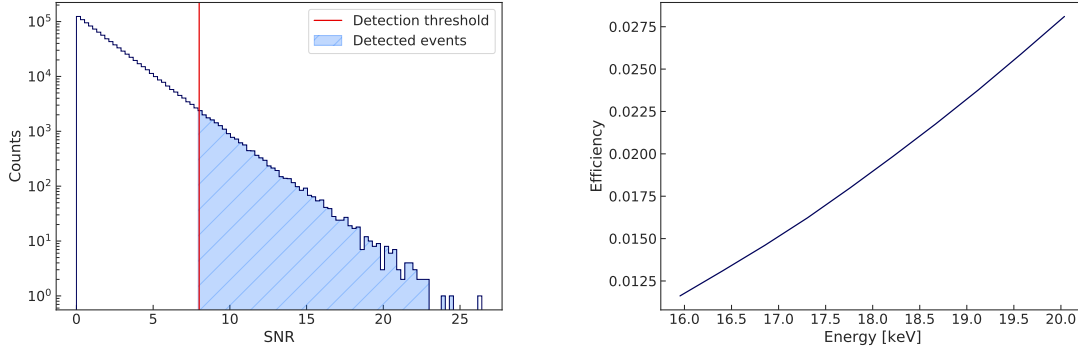 Detection threshold
Detected events
10⁵
10⁴
10³
10²
10¹
10⁰
Counts
0 5 10 15 20 25
SNR
0.0275
0.0250
0.0225
0.0200
0.0175
0.0150
0.0125
Efficiency
16.0 16.5 17.0 17.5 18.0 18.5 19.0 19.5 20.0
Energy [keV]